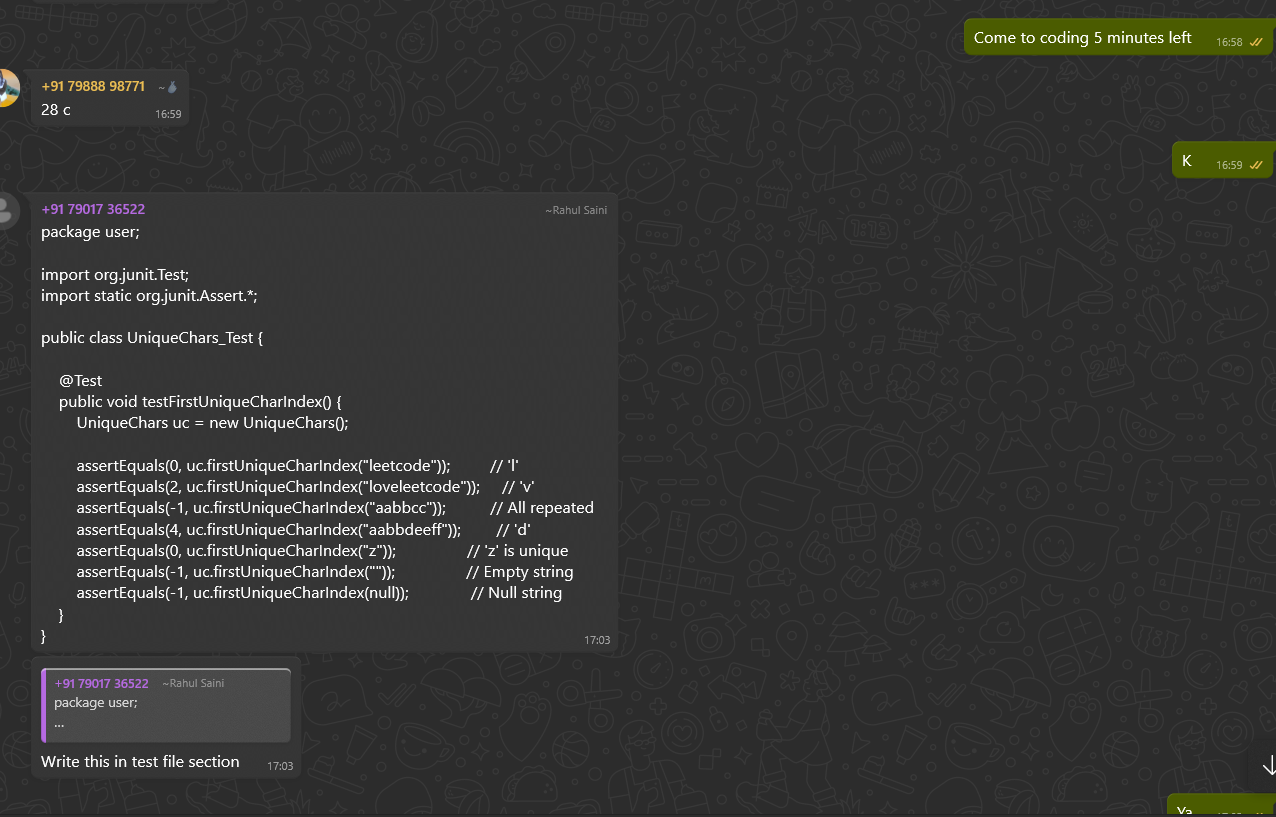 Come to coding 5 minutes left 16:58
+91 79888 98771 ~
28 c 16:59
K 16:59
+91 79017 36522 ~Rahul Saini
package user;
import org.junit.Test;
import static org.junit.Assert.*;
public class UniqueChars_Test {
@Test
public void testFirstUniqueCharIndex() {
UniqueChars uc = new UniqueChars();
assertEquals(0, uc.firstUniqueCharIndex("leetcode")); // 'l'
assertEquals(2, uc.firstUniqueCharIndex("loveleetcode")); // 'v'
assertEquals(-1, uc.firstUniqueCharIndex("aabbcc")); // All repeated
assertEquals(4, uc.firstUniqueCharIndex("aabbdeeff")); // 'd'
assertEquals(0, uc.firstUniqueCharIndex("z")); // 'z' is unique
assertEquals(-1, uc.firstUniqueCharIndex("")); // Empty string
assertEquals(-1, uc.firstUniqueCharIndex(null)); // Null string
}
}
17:03
+91 79017 36522 ~Rahul Saini
package user;
...
Write this in test file section 17:03
Ya